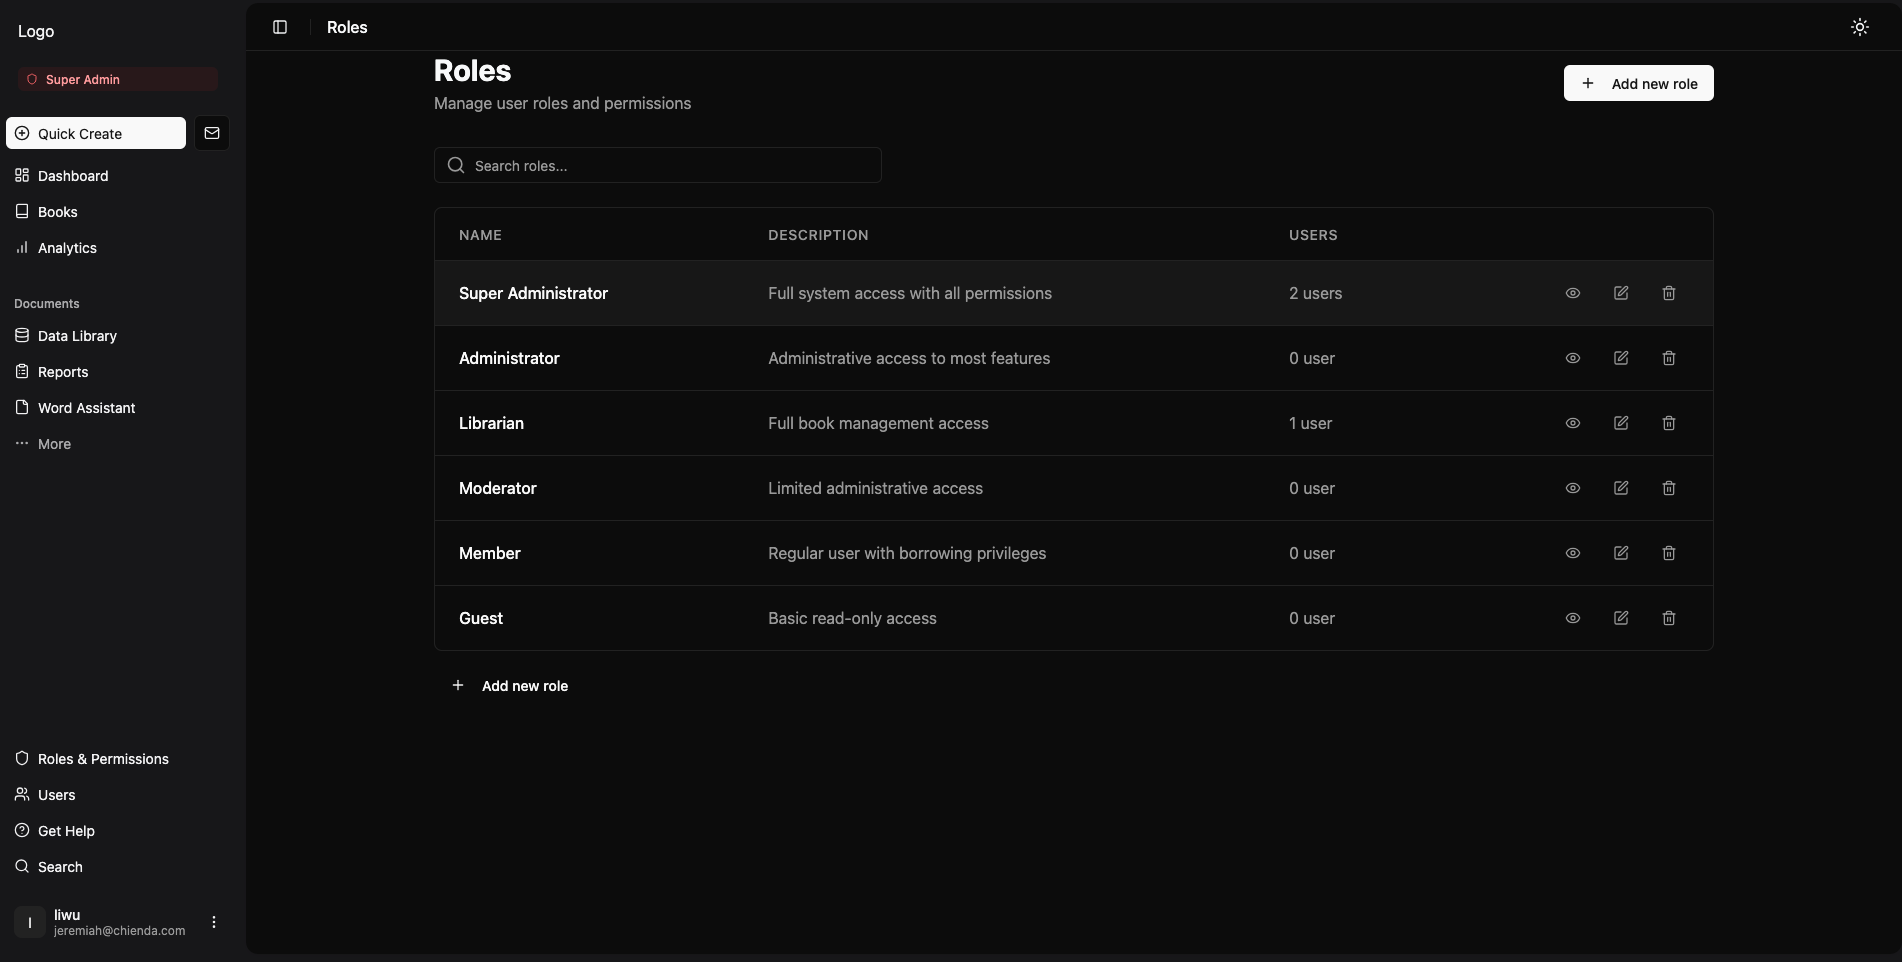 Logo
Super Admin
Quick Create
Dashboard
Books
Analytics
Documents
Data Library
Reports
Word Assistant
More
Roles & Permissions
Users
Get Help
Search
l
liwu
jeremiah@chienda.com
Roles
Roles
Manage user roles and permissions
Add new role
Search roles...
NAME DESCRIPTION USERS
Super Administrator Full system access with all permissions 2 users
Administrator Administrative access to most features 0 user
Librarian Full book management access 1 user
Moderator Limited administrative access 0 user
Member Regular user with borrowing privileges 0 user
Guest Basic read-only access 0 user
Add new role